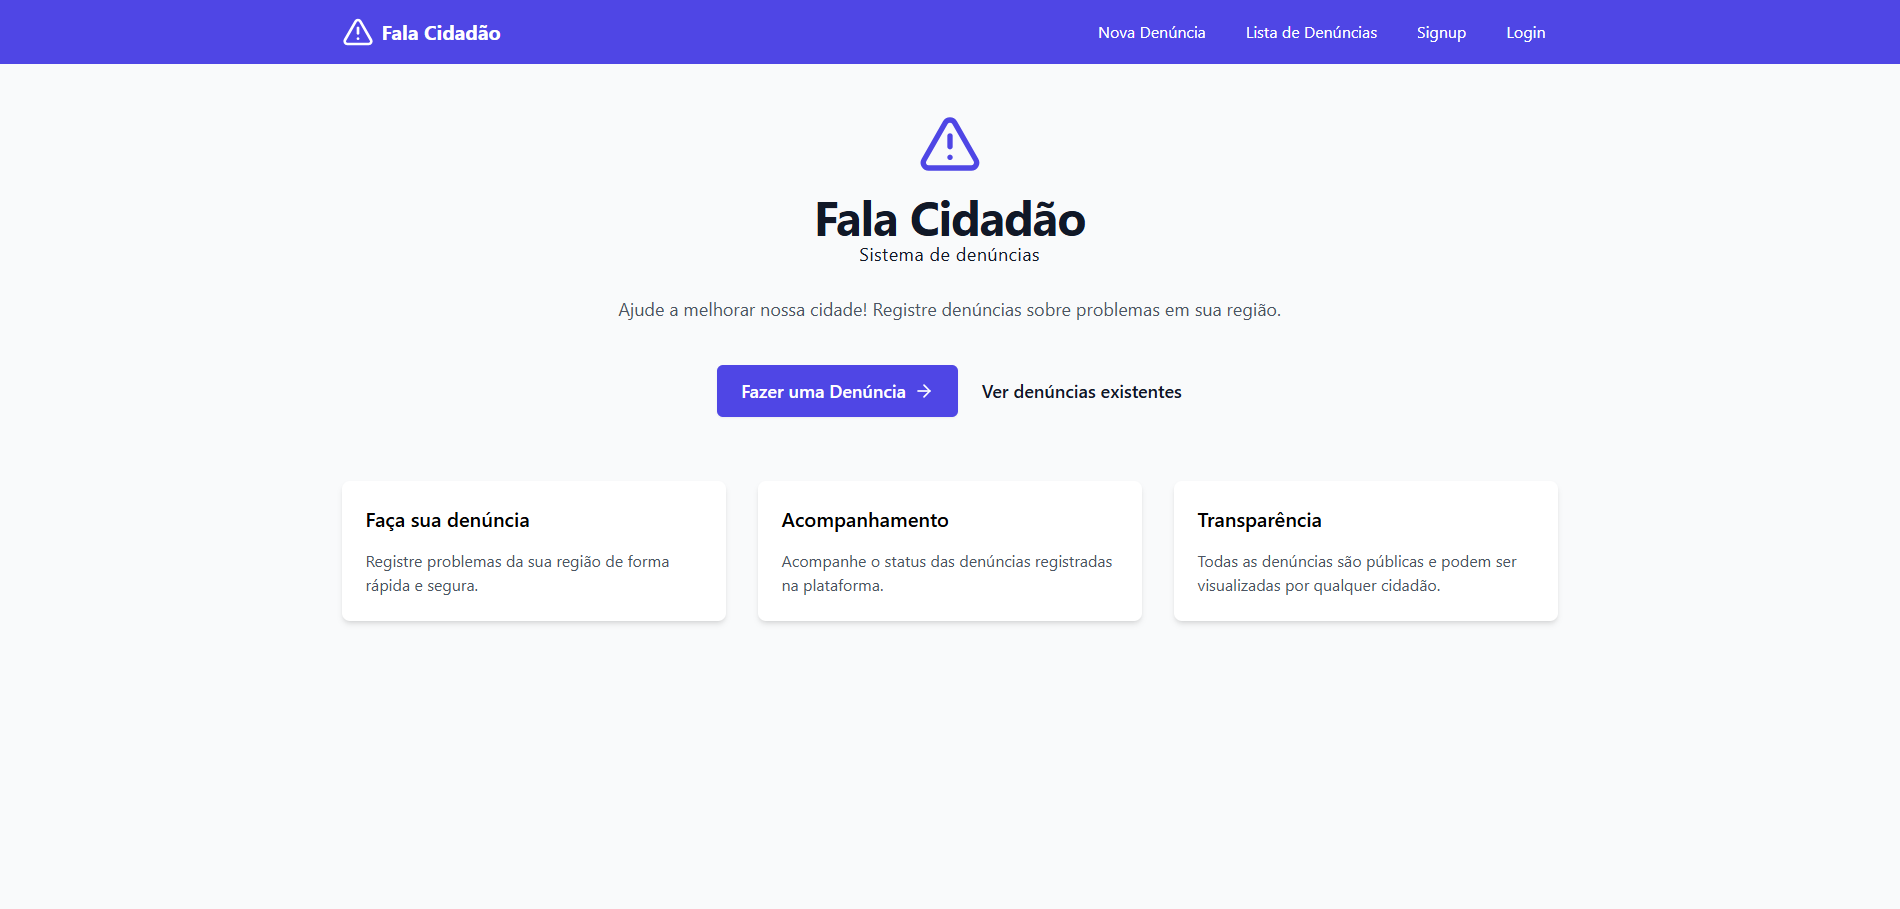 Fala Cidadão
Nova Denúncia
Lista de Denúncias
Signup
Login
Fala Cidadão
Sistema de denúncias
Ajude a melhorar nossa cidade! Registre denúncias sobre problemas em sua região.
Fazer uma Denúncia →
Ver denúncias existentes
Faça sua denúncia
Registre problemas da sua região de forma
rápida e segura.
Acompanhamento
Acompanhe o status das denúncias registradas
na plataforma.
Transparência
Todas as denúncias são públicas e podem ser
visualizadas por qualquer cidadão.